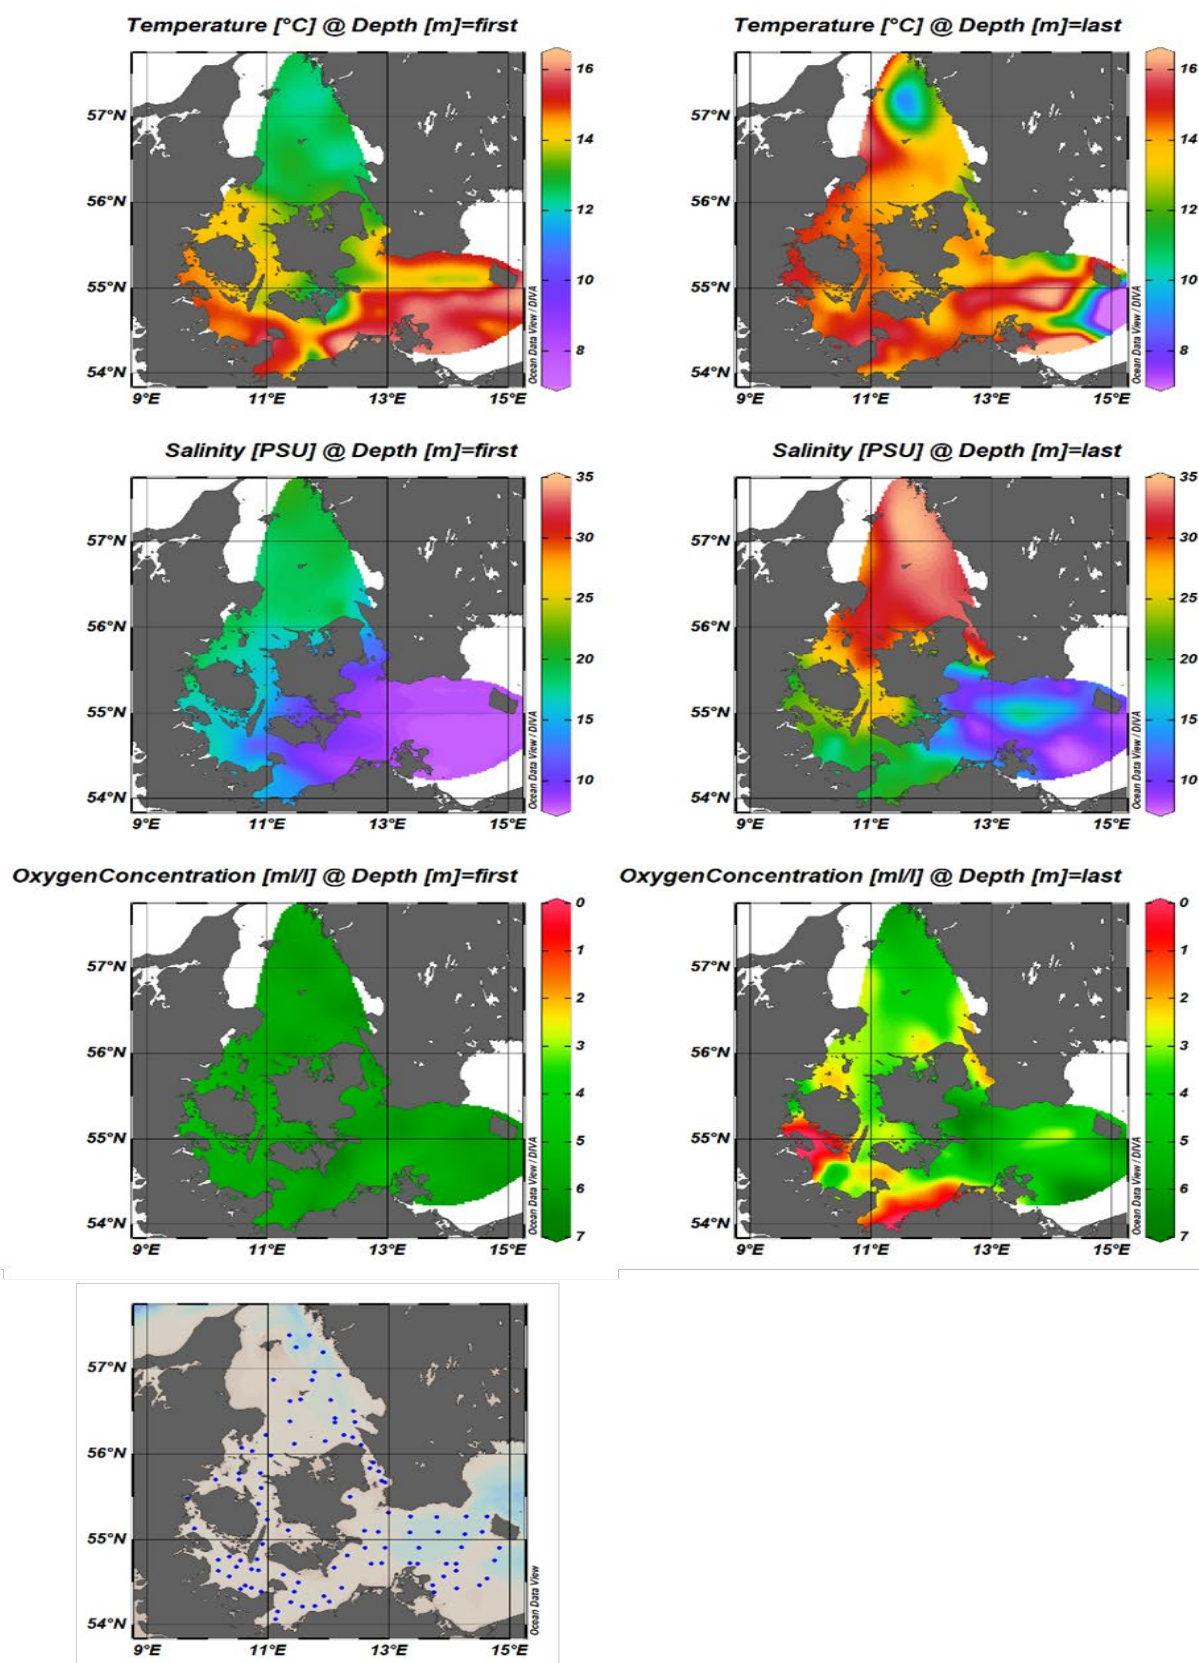 Temperature [°C] @ Depth [m]=first
57°N
56°N
55°N
54°N
9°E 11°E 13°E 15°E
16
14
12
10
8
Ocean Data View / DIVA
Temperature [°C] @ Depth [m]=last
57°N
56°N
55°N
54°N
9°E 11°E 13°E 15°E
16
14
12
10
8
Ocean Data View / DIVA
Salinity [PSU] @ Depth [m]=first
57°N
56°N
55°N
54°N
9°E 11°E 13°E 15°E
35
30
25
20
15
10
Ocean Data View / DIVA
Salinity [PSU] @ Depth [m]=last
57°N
56°N
55°N
54°N
9°E 11°E 13°E 15°E
35
30
25
20
15
10
Ocean Data View / DIVA
OxygenConcentration [ml/l] @ Depth [m]=first
57°N
56°N
55°N
54°N
9°E 11°E 13°E 15°E
0
1
2
3
4
5
6
7
Ocean Data View / DIVA
OxygenConcentration [ml/l] @ Depth [m]=last
57°N
56°N
55°N
54°N
9°E 11°E 13°E 15°E
0
1
2
3
4
5
6
7
Ocean Data View / DIVA
57°N
56°N
55°N
54°N
9°E 11°E 13°E 15°E
Ocean Data View